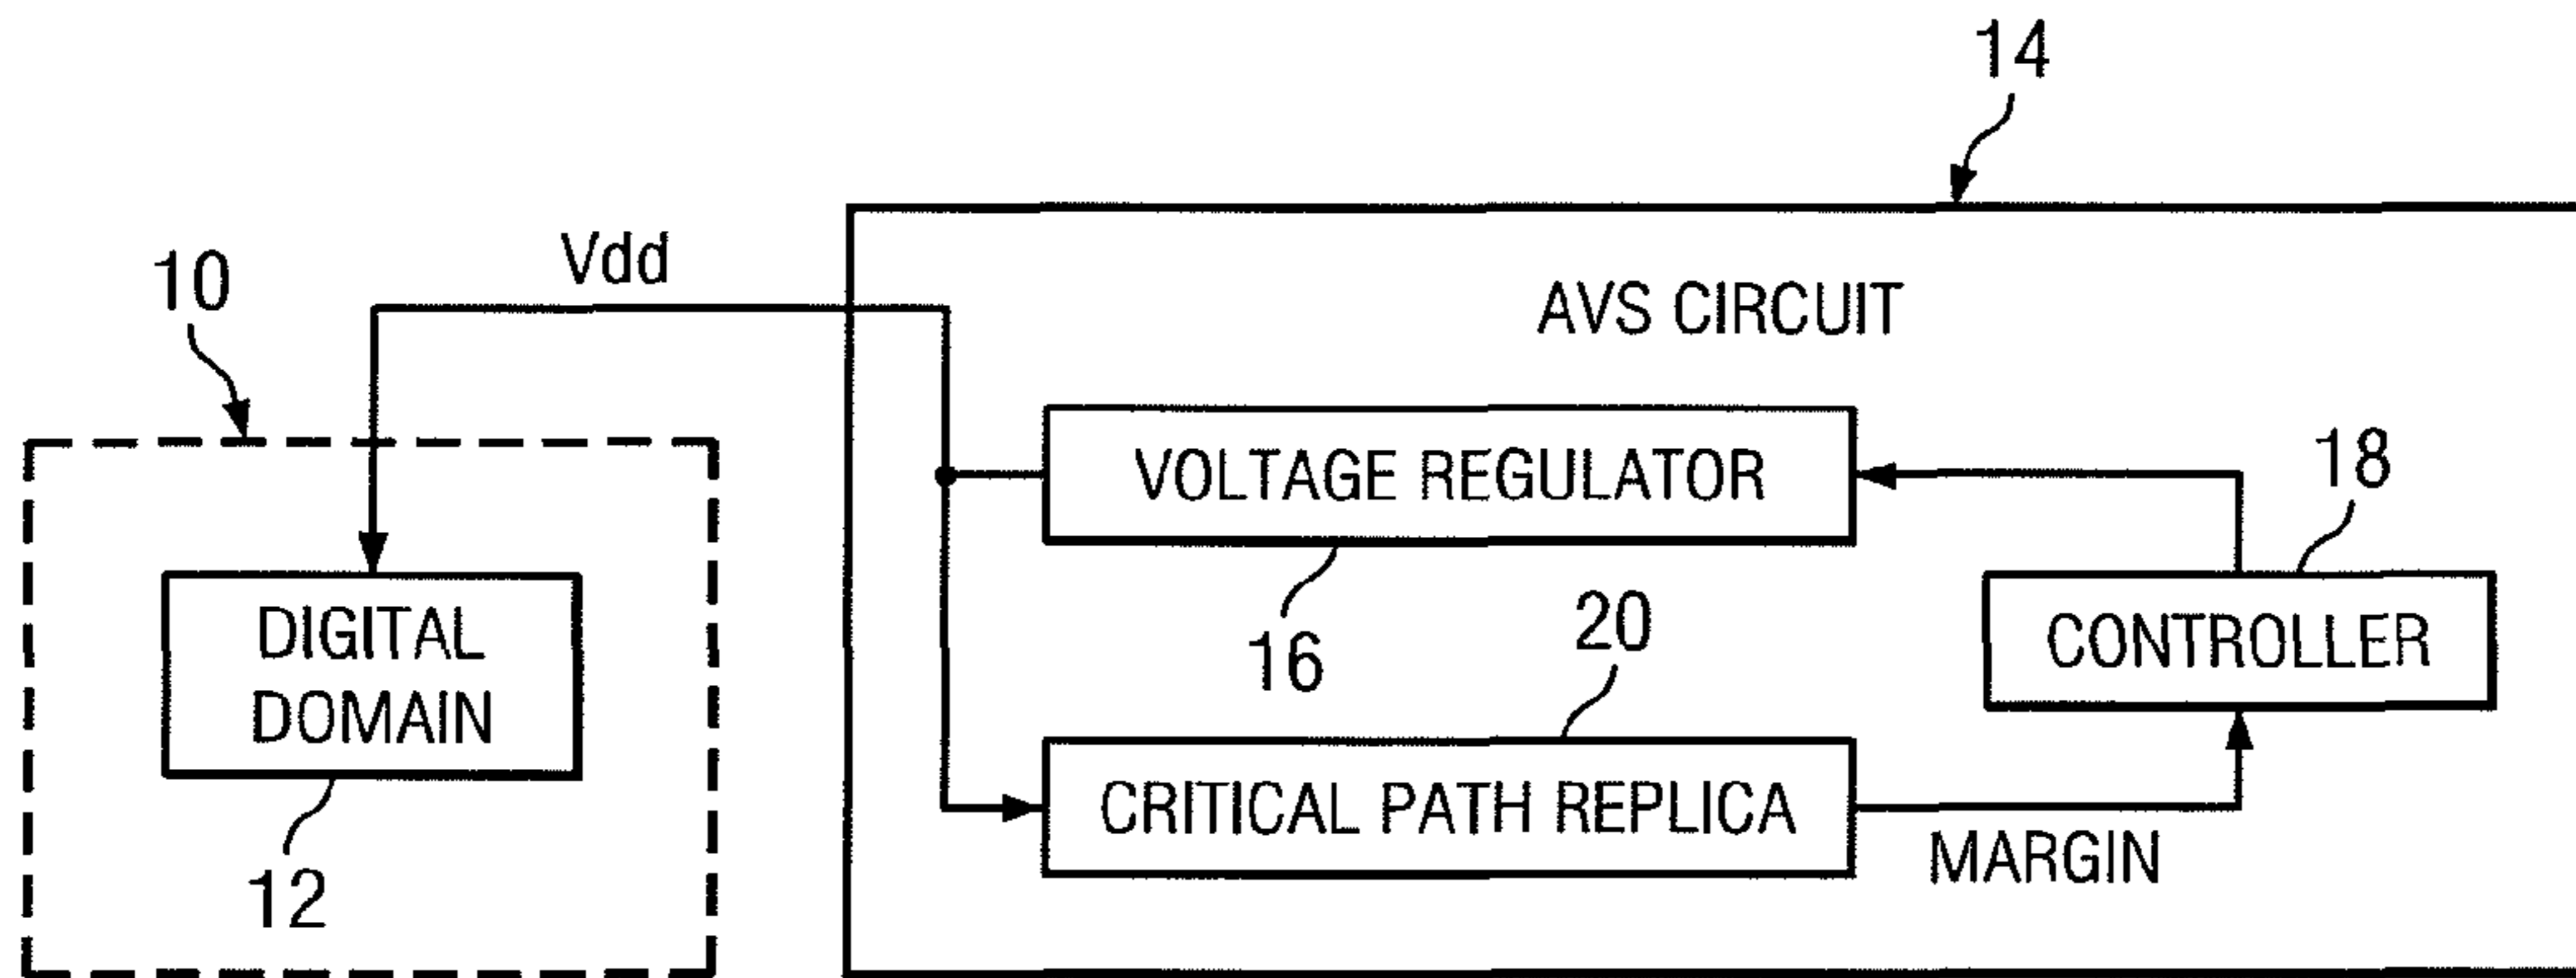 14
Vdd
10
AVS CIRCUIT
VOLTAGE REGULATOR
18
16
20
DIGITAL
DOMAIN
CONTROLLER
CRITICAL PATH REPLICA
MARGIN
12